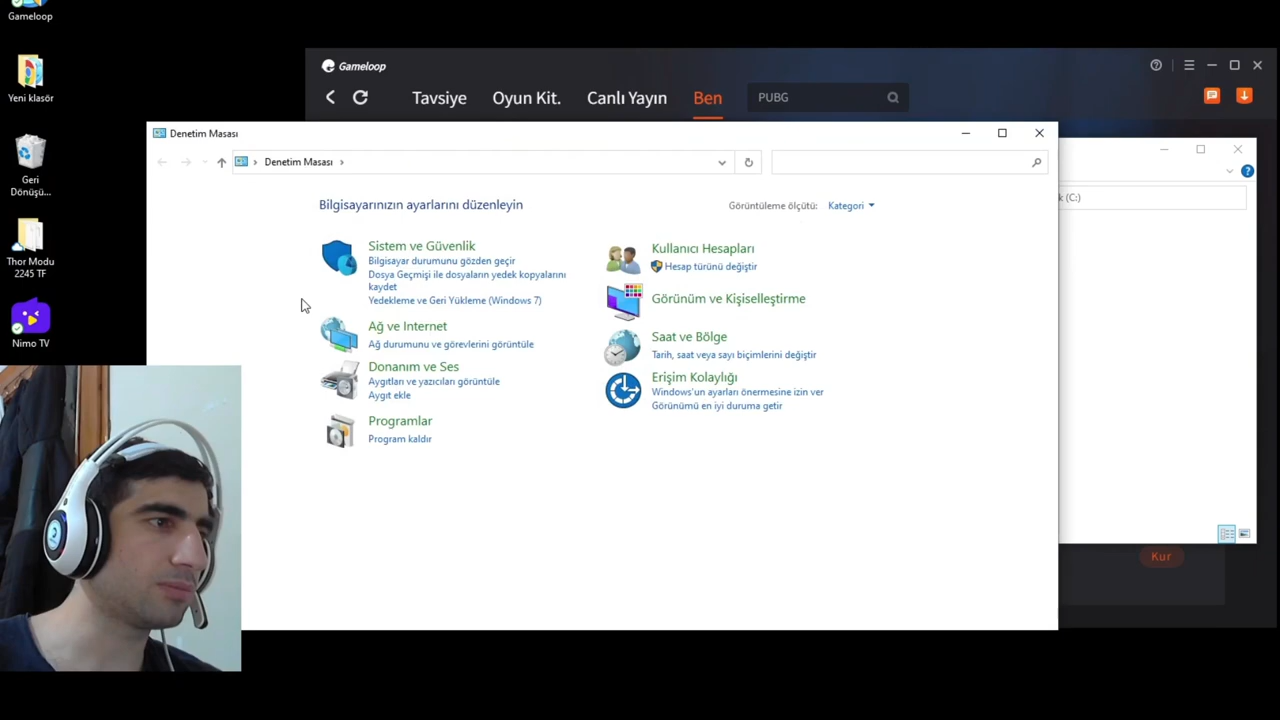 Gameloop
Yeni klasör
Geri
Dönüşü...
Thor Modu
2245 TF
Nimo TV
Gameloop
Tavsiye
Oyun Kit.
Canlı Yayın
Ben
PUBG
Denetim Masası
Denetim Masası
k (C:)
Bilgisayarınızın ayarlarını düzenleyin
Görüntüleme ölçütü: Kategori
Sistem ve Güvenlik
Bilgisayar durumunu gözden geçir
Dosya Geçmişi ile dosyaların yedek kopyalarını
kaydet
Yedekleme ve Geri Yükleme (Windows 7)
Ağ ve Internet
Ağ durumunu ve görevlerini görüntüle
Donanım ve Ses
Aygıtları ve yazıcıları görüntüle
Aygıt ekle
Programlar
Program kaldır
Kullanıcı Hesapları
Hesap türünü değiştir
Görünüm ve Kişiselleştirme
Saat ve Bölge
Tarih, saat veya sayı biçimlerini değiştir
Erişim Kolaylığı
Windows'un ayarları önermesine izin ver
Görünümü en iyi duruma getir
Kur